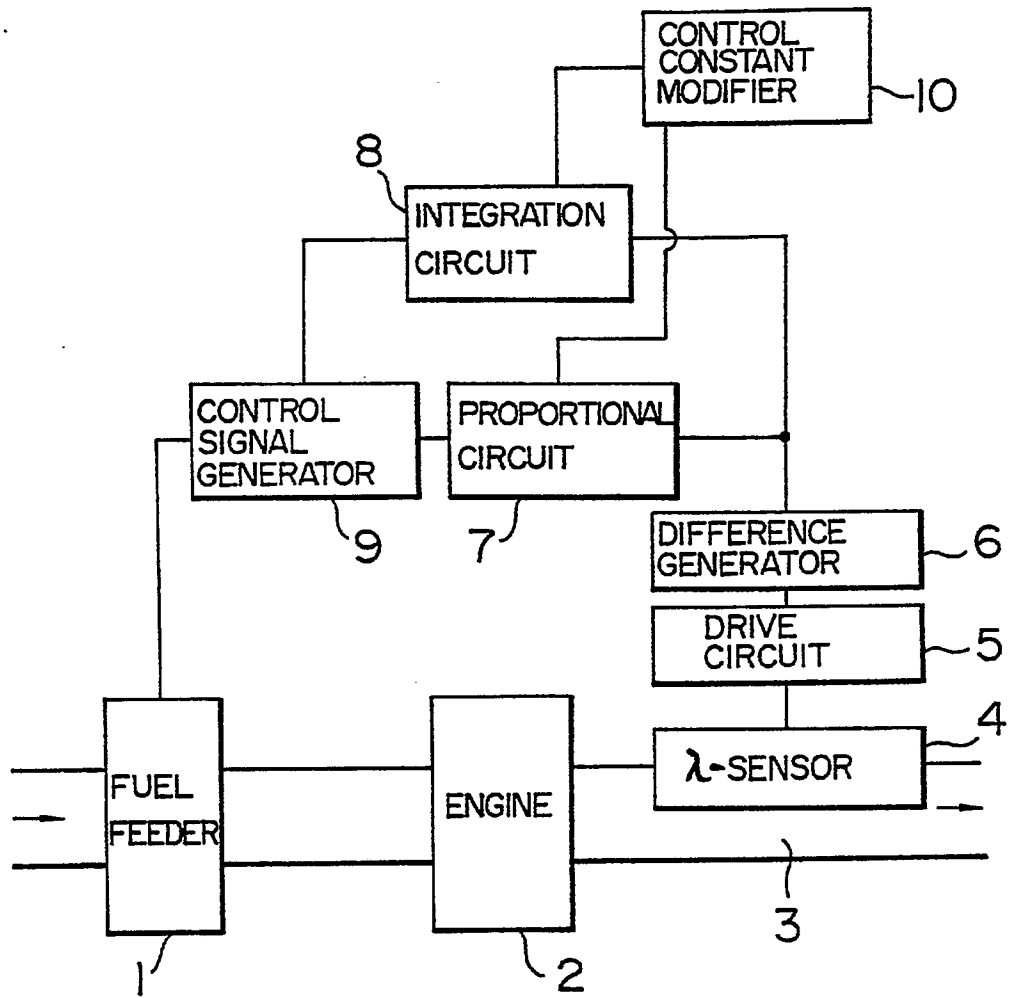 CONTROL
CONSTANT
MODIFIER
10
8
INTEGRATION
CIRCUIT
CONTROL
SIGNAL
GENERATOR
PROPORTIONAL
CIRCUIT
9
7
DIFFERENCE
GENERATOR
6
DRIVE
CIRCUIT
5
4
λ-SENSOR
FUEL
FEEDER
ENGINE
3
1
2